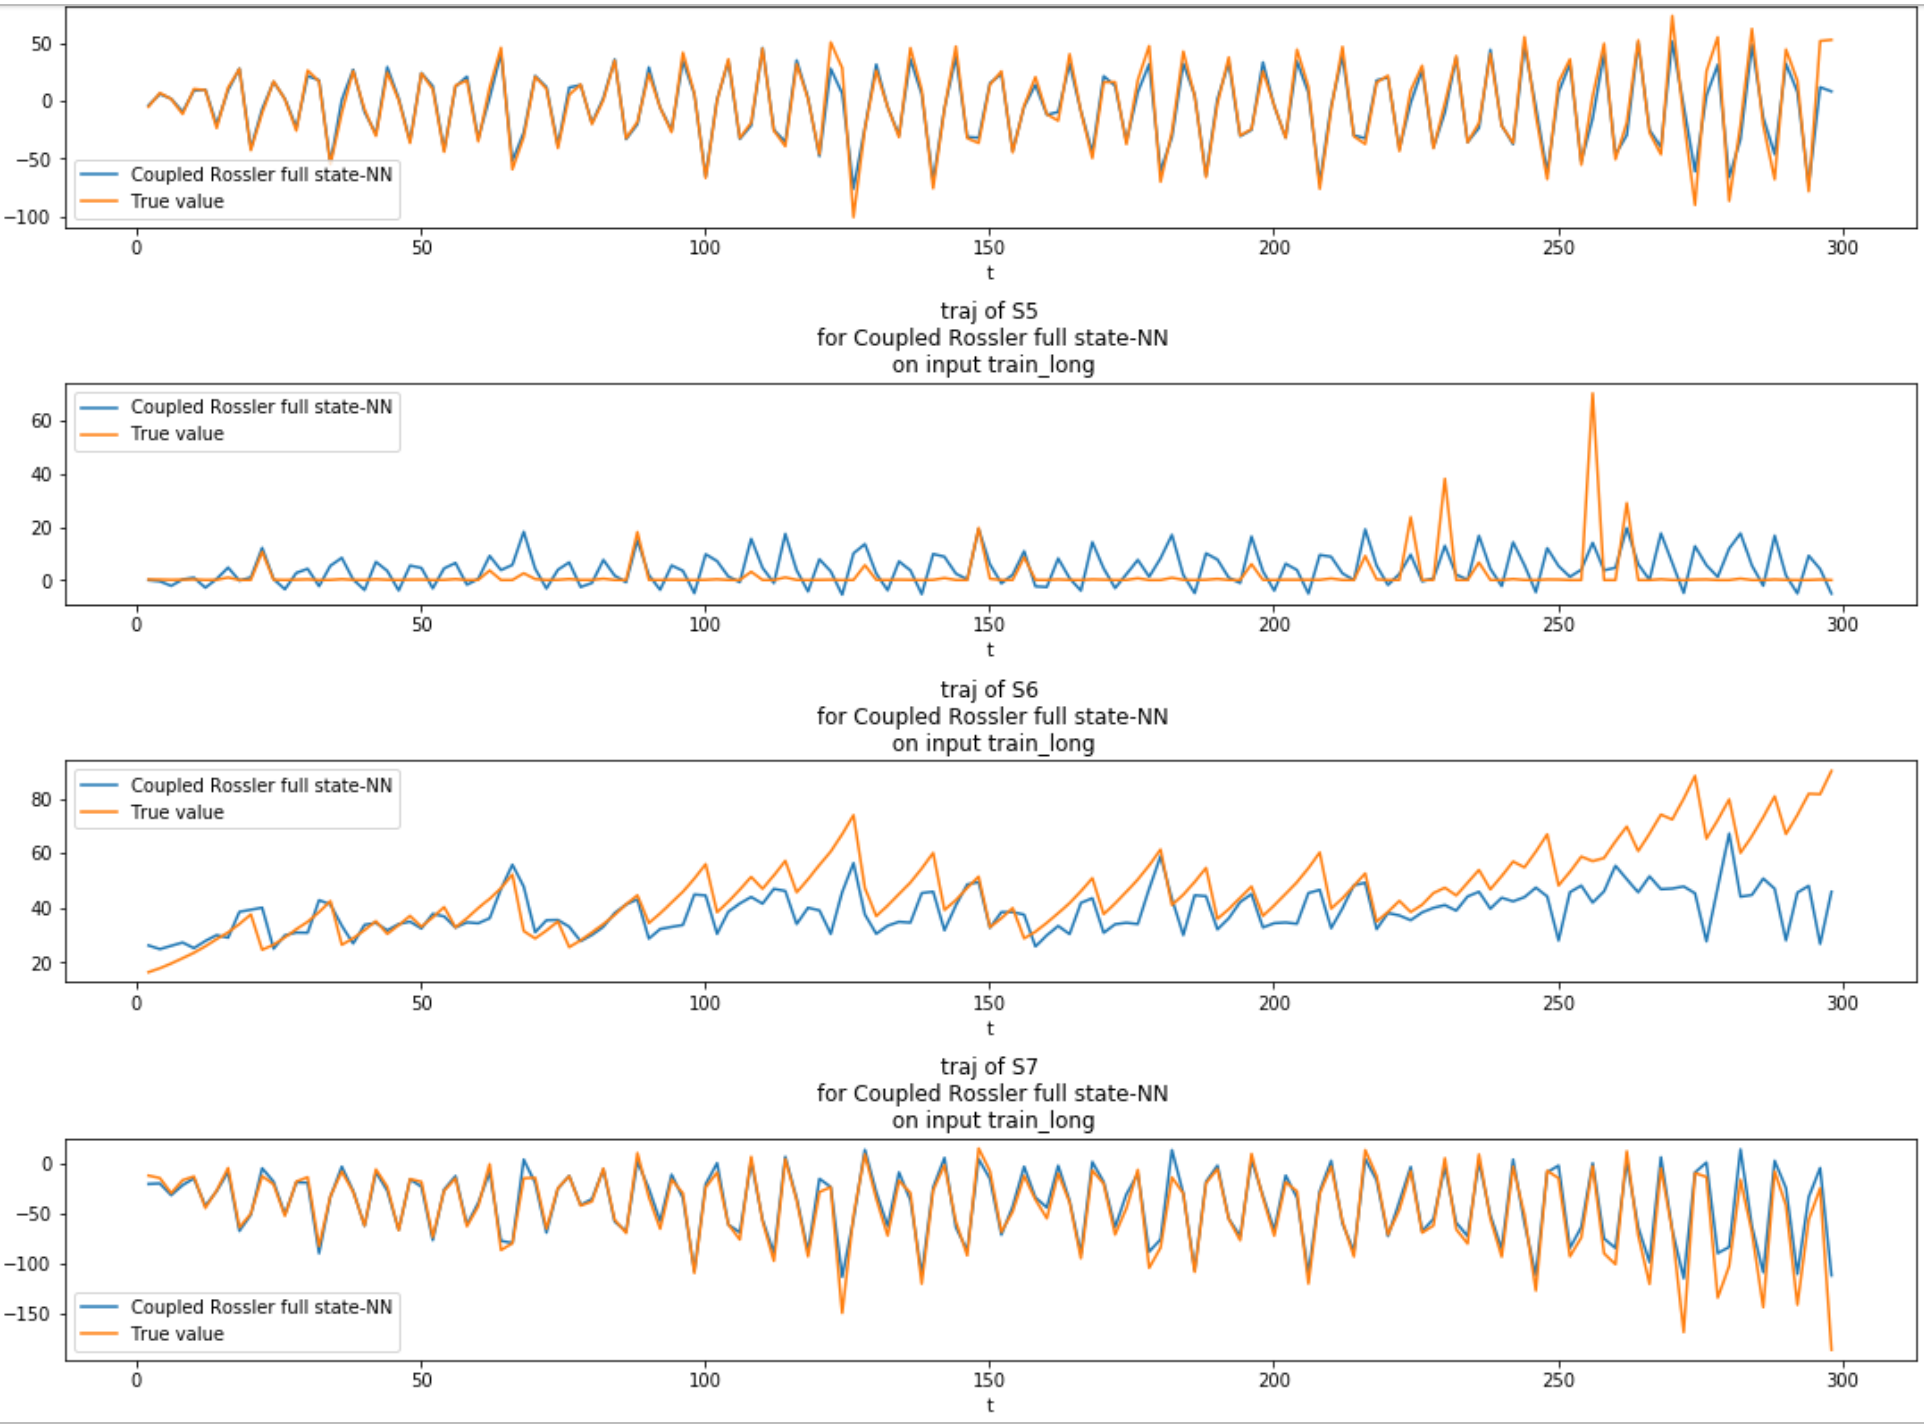 50
0
−50
−100
Coupled Rossler full state-NN
True value
0 50 100 150 200 250 300
t
traj of S5
for Coupled Rossler full state-NN
on input train_long
60
40
20
0
Coupled Rossler full state-NN
True value
0 50 100 150 200 250 300
t
traj of S6
for Coupled Rossler full state-NN
on input train_long
80
60
40
20
Coupled Rossler full state-NN
True value
0 50 100 150 200 250 300
t
traj of S7
for Coupled Rossler full state-NN
on input train_long
0
−50
−100
−150
Coupled Rossler full state-NN
True value
0 50 100 150 200 250 300
t